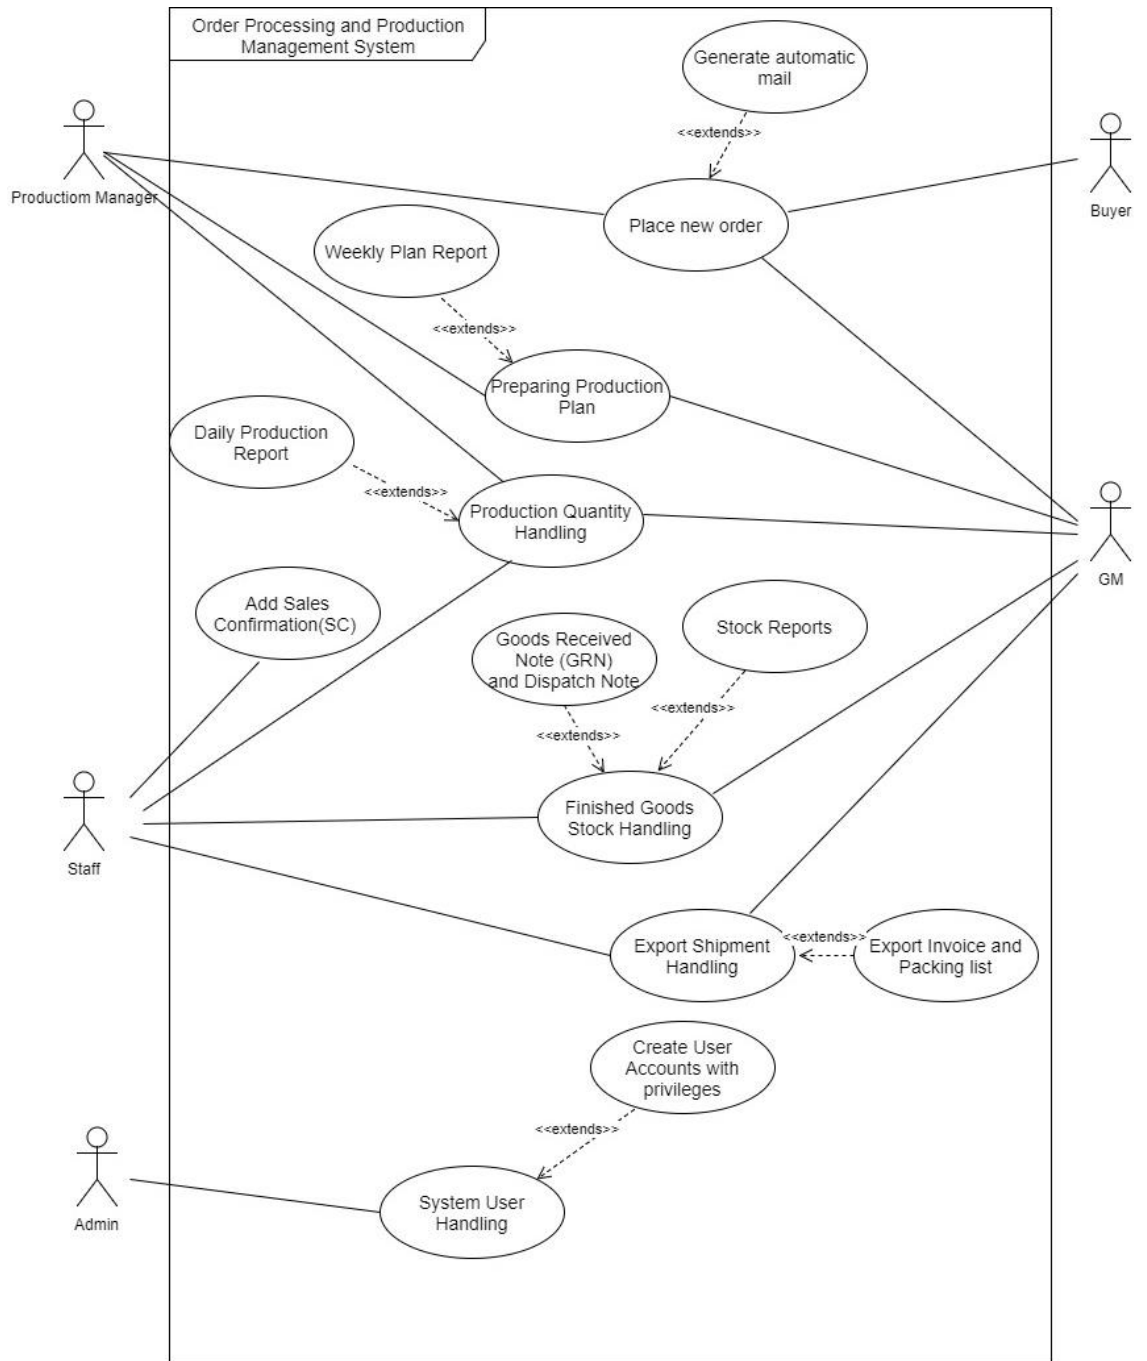 Order Processing and Production
Management System
Generate automatic
mail
<<extends>>
Productiom Manager
Buyer
Place new order
Weekly Plan Report
<<extends>>
Preparing Production
Plan
Daily Production
Report
<<extends>>
Production Quantity
Handling
GM
Add Sales
Confirmation(SC)
Goods Received
Note (GRN)
and Dispatch Note
Stock Reports
<<extends>>
<<extends>>
Finished Goods
Stock Handling
Staff
Export Shipment
Handling
<<extends>>
Export Invoice and
Packing list
Create User
Accounts with
privileges
<<extends>>
Admin
System User
Handling